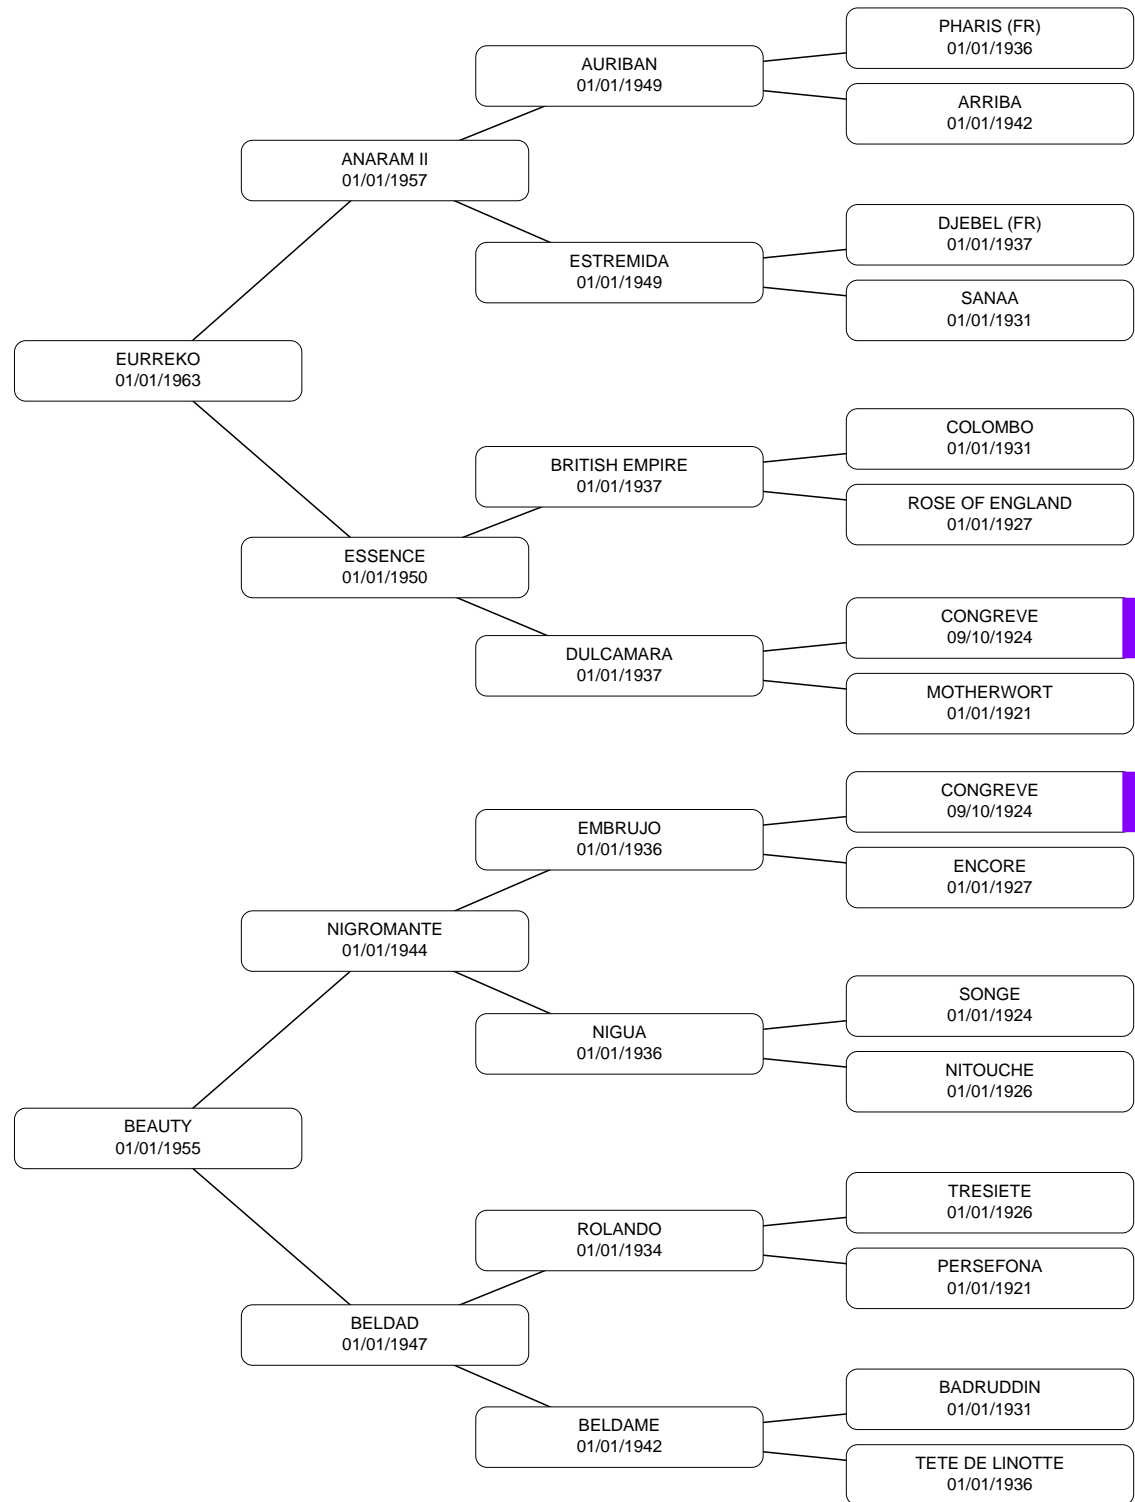 PHARIS (FR)
01/01/1936
AURIBAN
01/01/1949
ARRIBA
01/01/1942
ANARAM II
01/01/1957
DJEBEL (FR)
01/01/1937
ESTREMIDA
01/01/1949
SANAA
01/01/1931
EURREKO
01/01/1963
COLOMBO
01/01/1931
BRITISH EMPIRE
01/01/1937
ROSE OF ENGLAND
01/01/1927
ESSENCE
01/01/1950
CONGREVE
09/10/1924
DULCAMARA
01/01/1937
MOTHERWORT
01/01/1921
CONGREVE
09/10/1924
EMBRUJO
01/01/1936
ENCORE
01/01/1927
NIGROMANTE
01/01/1944
SONGE
01/01/1924
NIGUA
01/01/1936
NITOUCHE
01/01/1926
BEAUTY
01/01/1955
TRESIETE
01/01/1926
ROLANDO
01/01/1934
PERSEFONA
01/01/1921
BELDAD
01/01/1947
BADRUDDIN
01/01/1931
BELDAME
01/01/1942
TETE DE LINOTTE
01/01/1936